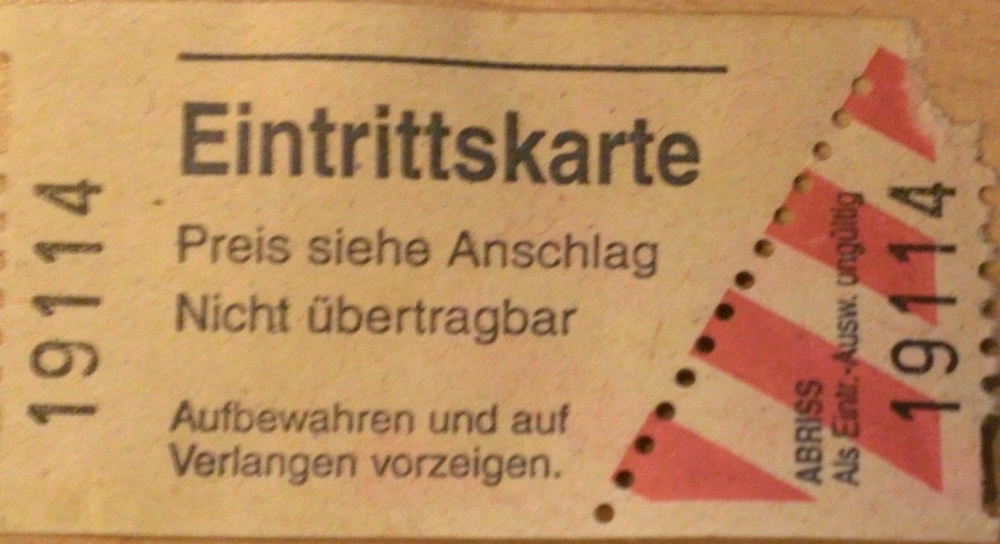 19114
Eintrittskarte
Preis siehe Anschlag
Nicht übertragbar
Aufbewahren und auf
Verlangen vorzeigen.
ABRISS
Als Eintr.-Ausw. ungültig
19114